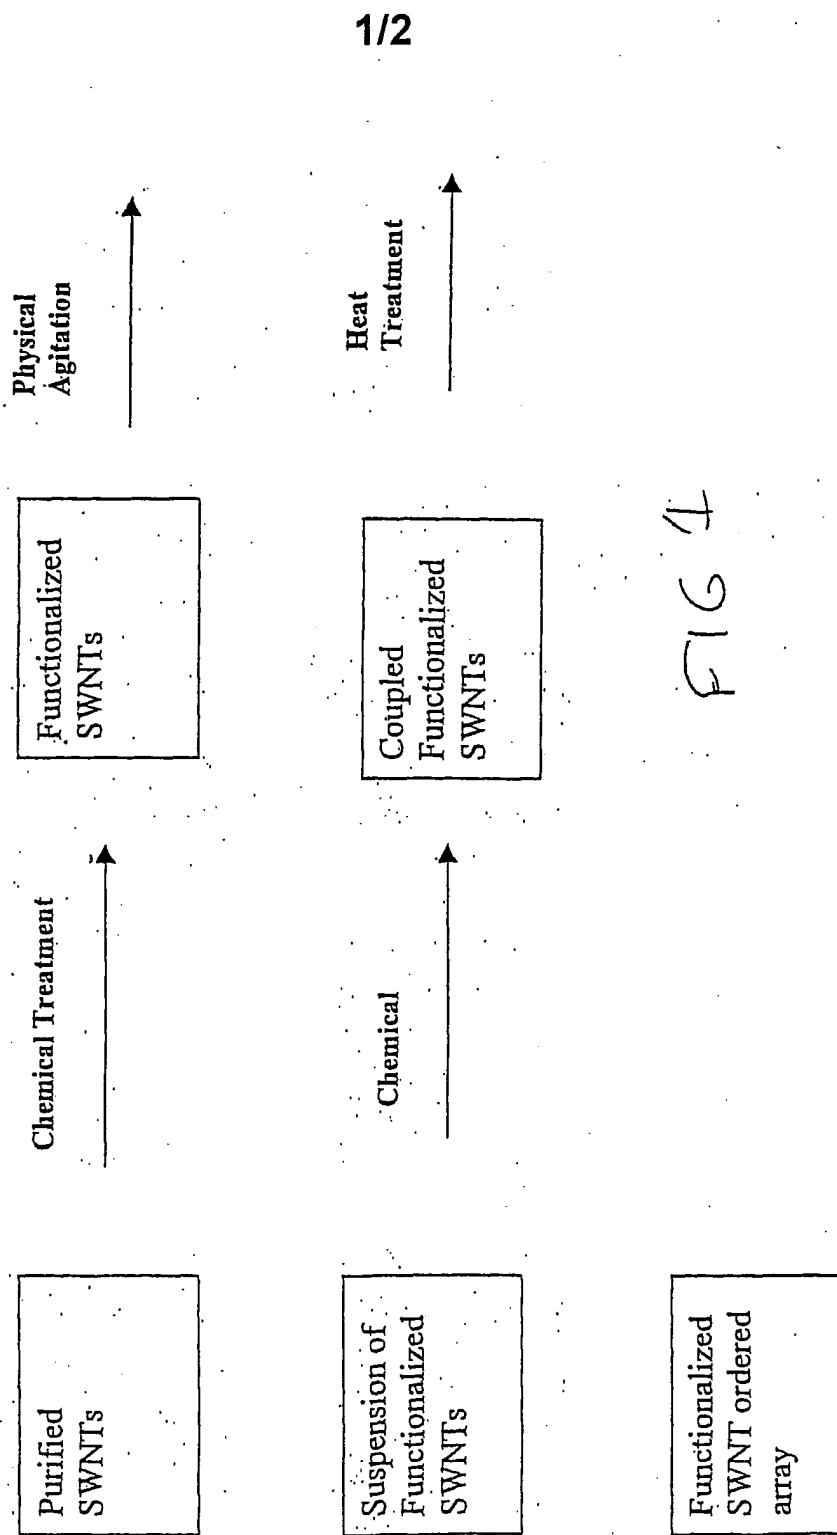 1/2
Purified
SWNTs
Chemical Treatment
Functionalized
SWNTs
Physical
Agitation
Suspension of
Functionalized
SWNTs
Chemical
Coupled
Functionalized
SWNTs
Heat
Treatment
Functionalized
SWNT ordered
array
FIG 1